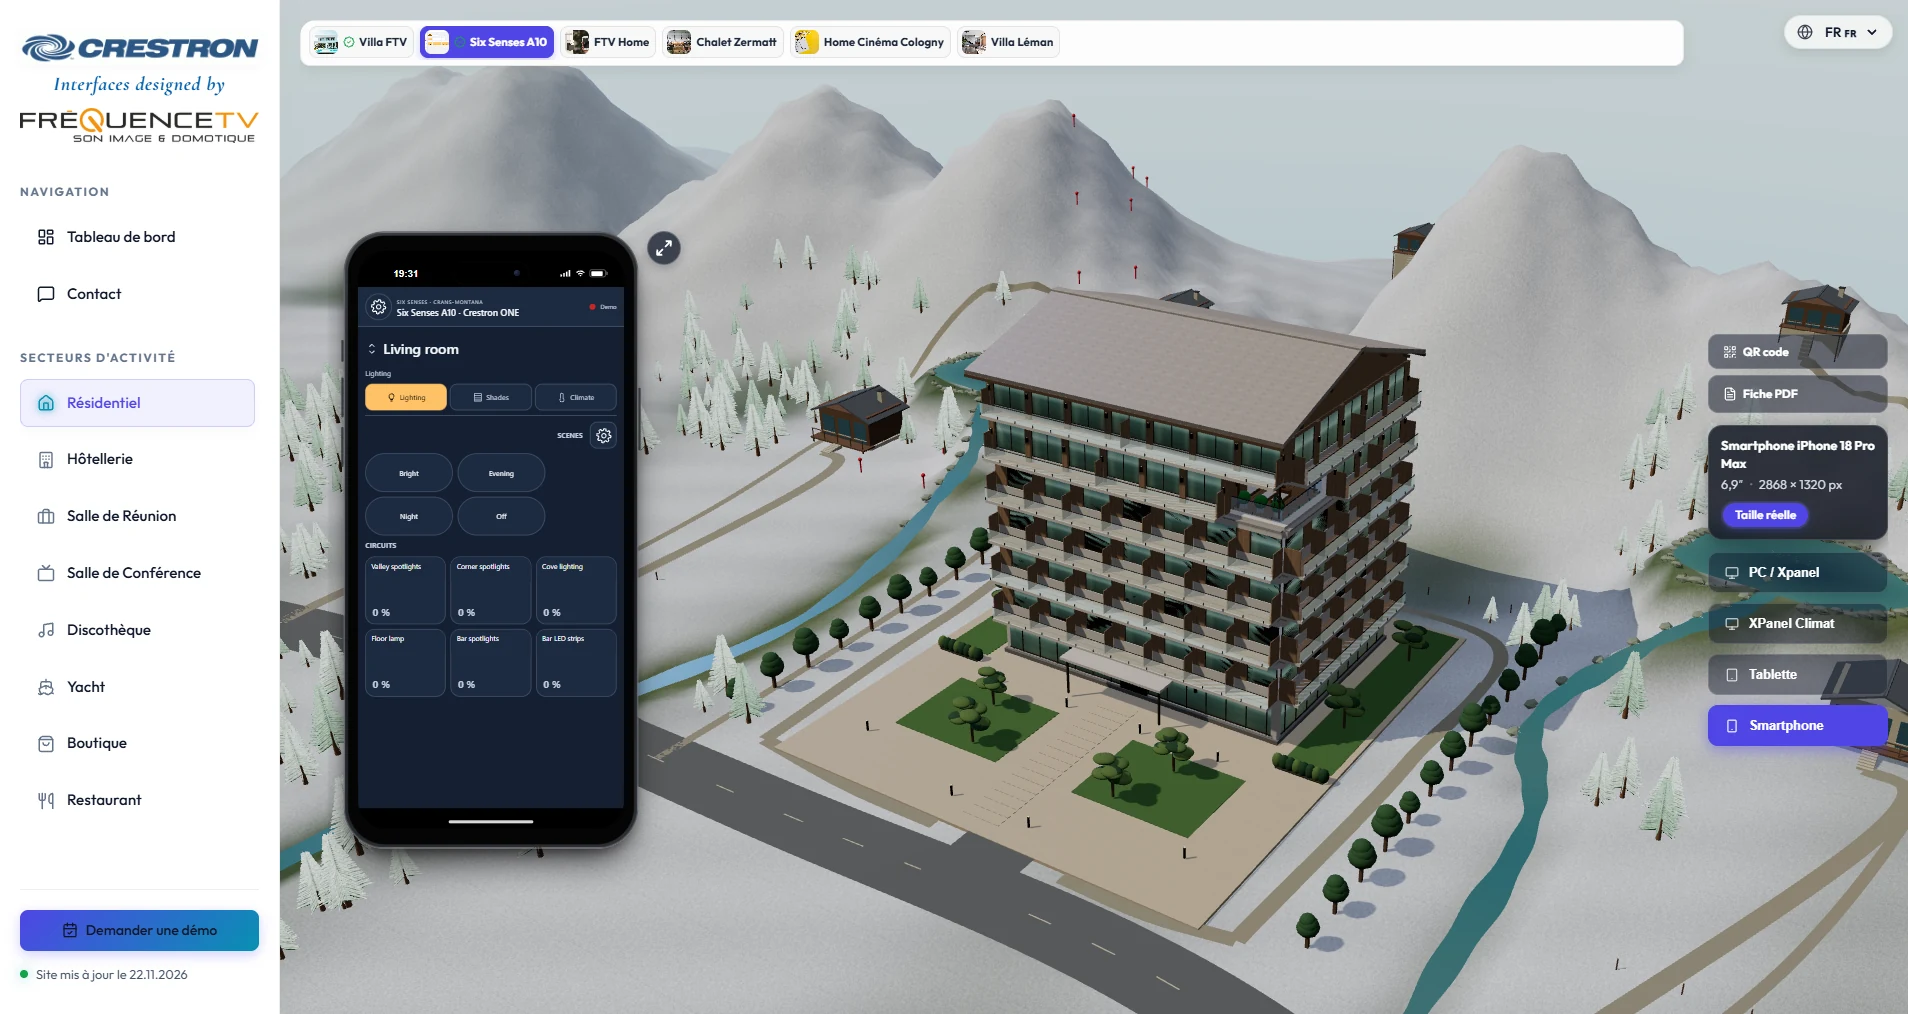 CRESTRON
Interfaces designed by
FRÉQUENCETV
SON IMAGE & DOMOTIQUE
NAVIGATION
Tableau de bord
Contact
SECTEURS D'ACTIVITÉ
Résidentiel
Hôtellerie
Salle de Réunion
Salle de Conférence
Discothèque
Yacht
Boutique
Restaurant
Demander une démo
Site mis à jour le 22.11.2026
Villa FTV
Six Senses A10
FTV Home
Chalet Zermatt
Home Cinéma Cologny
Villa Léman
FR FR
19:31
SIX SENSES - CRANS-MONTANA
Six Senses A10 - Crestron ONE
Demo
Living room
Lighting
Lighting
Shades
Climate
SCENES
Bright
Evening
Night
Off
CIRCUITS
Valley spotlights
Corner spotlights
Cove lighting
0 %
0 %
0 %
Floor lamp
Bar spotlights
Bar LED strips
0 %
0 %
0 %
QR code
Fiche PDF
Smartphone iPhone 18 Pro
Max
6,9" · 2868 × 1320 px
Taille réelle
PC / Xpanel
XPanel Climat
Tablette
Smartphone